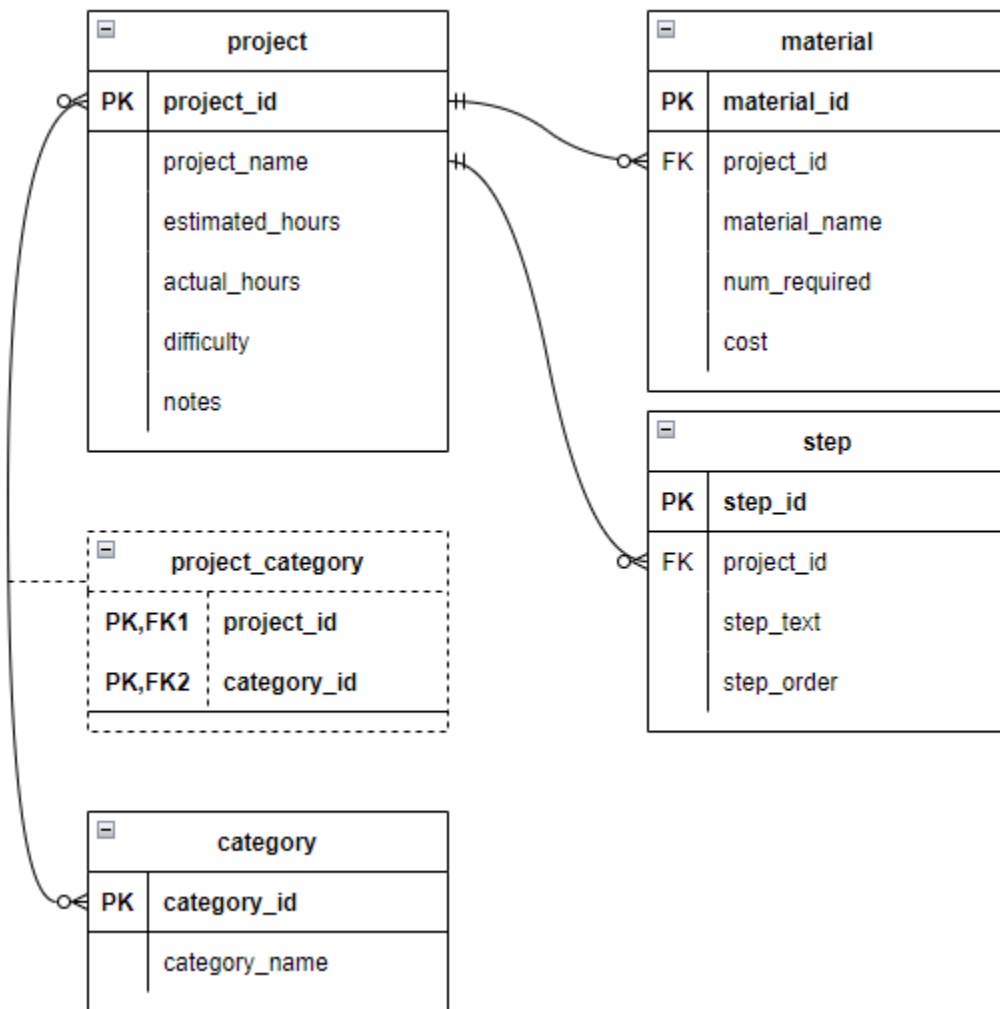 project
PK project_id
project_name
estimated_hours
actual_hours
difficulty
notes
material
PK material_id
FK project_id
material_name
num_required
cost
step
PK step_id
FK project_id
step_text
step_order
project_category
PK,FK1 project_id
PK,FK2 category_id
category
PK category_id
category_name